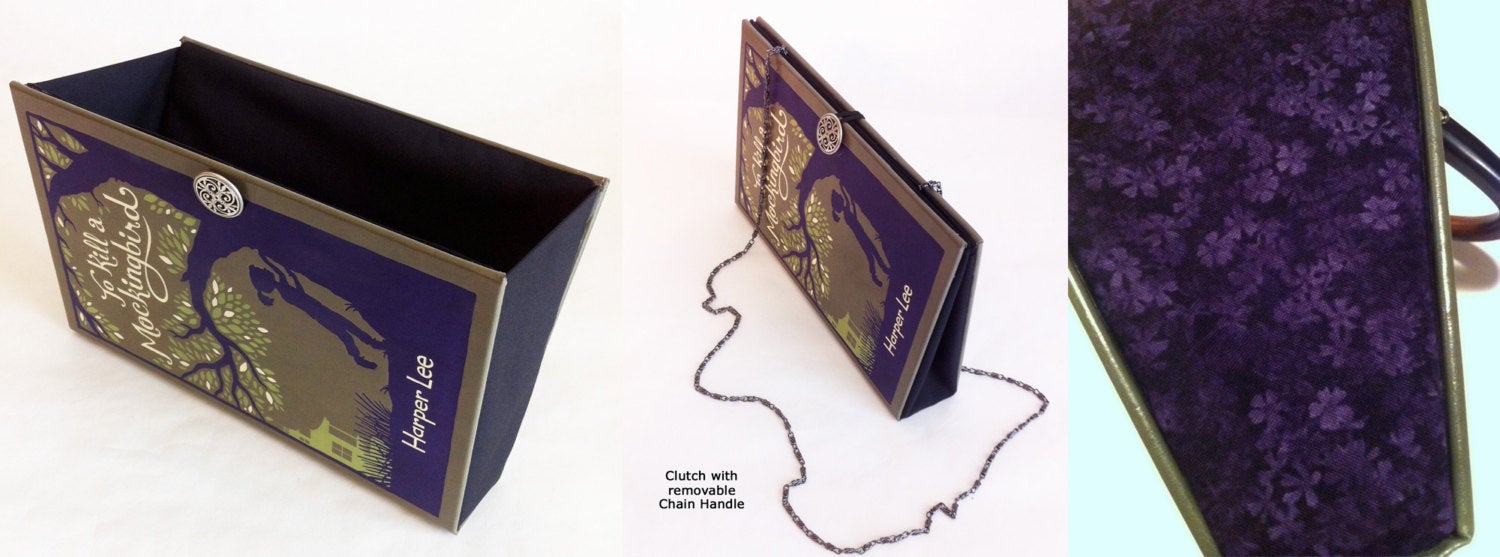 To Kill a
Mockingbird
Harper Lee
To Kill a
Mockingbird
Harper Lee
Clutch with
removable
Chain Handle